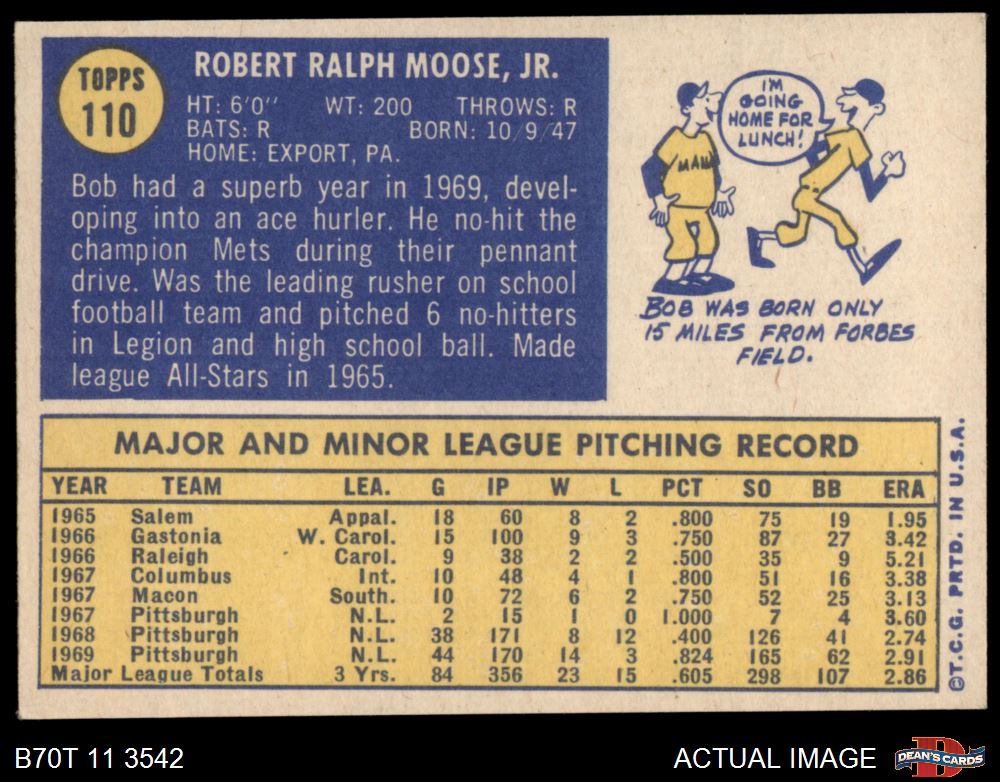 TOPPS
110
ROBERT RALPH MOOSE, JR.
HT: 6'0" WT: 200 THROWS: R
BATS: R BORN: 10/9/47
HOME: EXPORT, PA.
Bob had a superb year in 1969, devel-
oping into an ace hurler. He no-hit the
champion Mets during their pennant
drive. Was the leading rusher on school
football team and pitched 6 no-hitters
in Legion and high school ball. Made
league All-Stars in 1965.
I'M
GOING
HOME FOR
LUNCH!
MAN
BOB WAS BORN ONLY
15 MILES FROM FORBES
FIELD.
MAJOR AND MINOR LEAGUE PITCHING RECORD
YEAR TEAM LEA. G IP W L PCT SO BB ERA
1965 Salem Appal. 18 60 8 2 .800 75 19 1.95
1966 Gastonia W. Carol. 15 100 9 3 .750 87 27 3.42
1966 Raleigh Carol. 9 38 2 2 .500 35 9 5.21
1967 Columbus Int. 10 48 4 1 .800 51 16 3.38
1967 Macon South. 10 72 6 2 .750 52 25 3.13
1967 Pittsburgh N.L. 2 15 1 0 1.000 7 4 3.60
1968 Pittsburgh N.L. 38 171 8 12 .400 126 41 2.74
1969 Pittsburgh N.L. 44 170 14 3 .824 165 62 2.91
Major League Totals 3 Yrs. 84 356 23 15 .605 298 107 2.86
©T.C.G. PRTD. IN U.S.A.
B70T 11 3542
ACTUAL IMAGE
D
DEAN'S CARDS